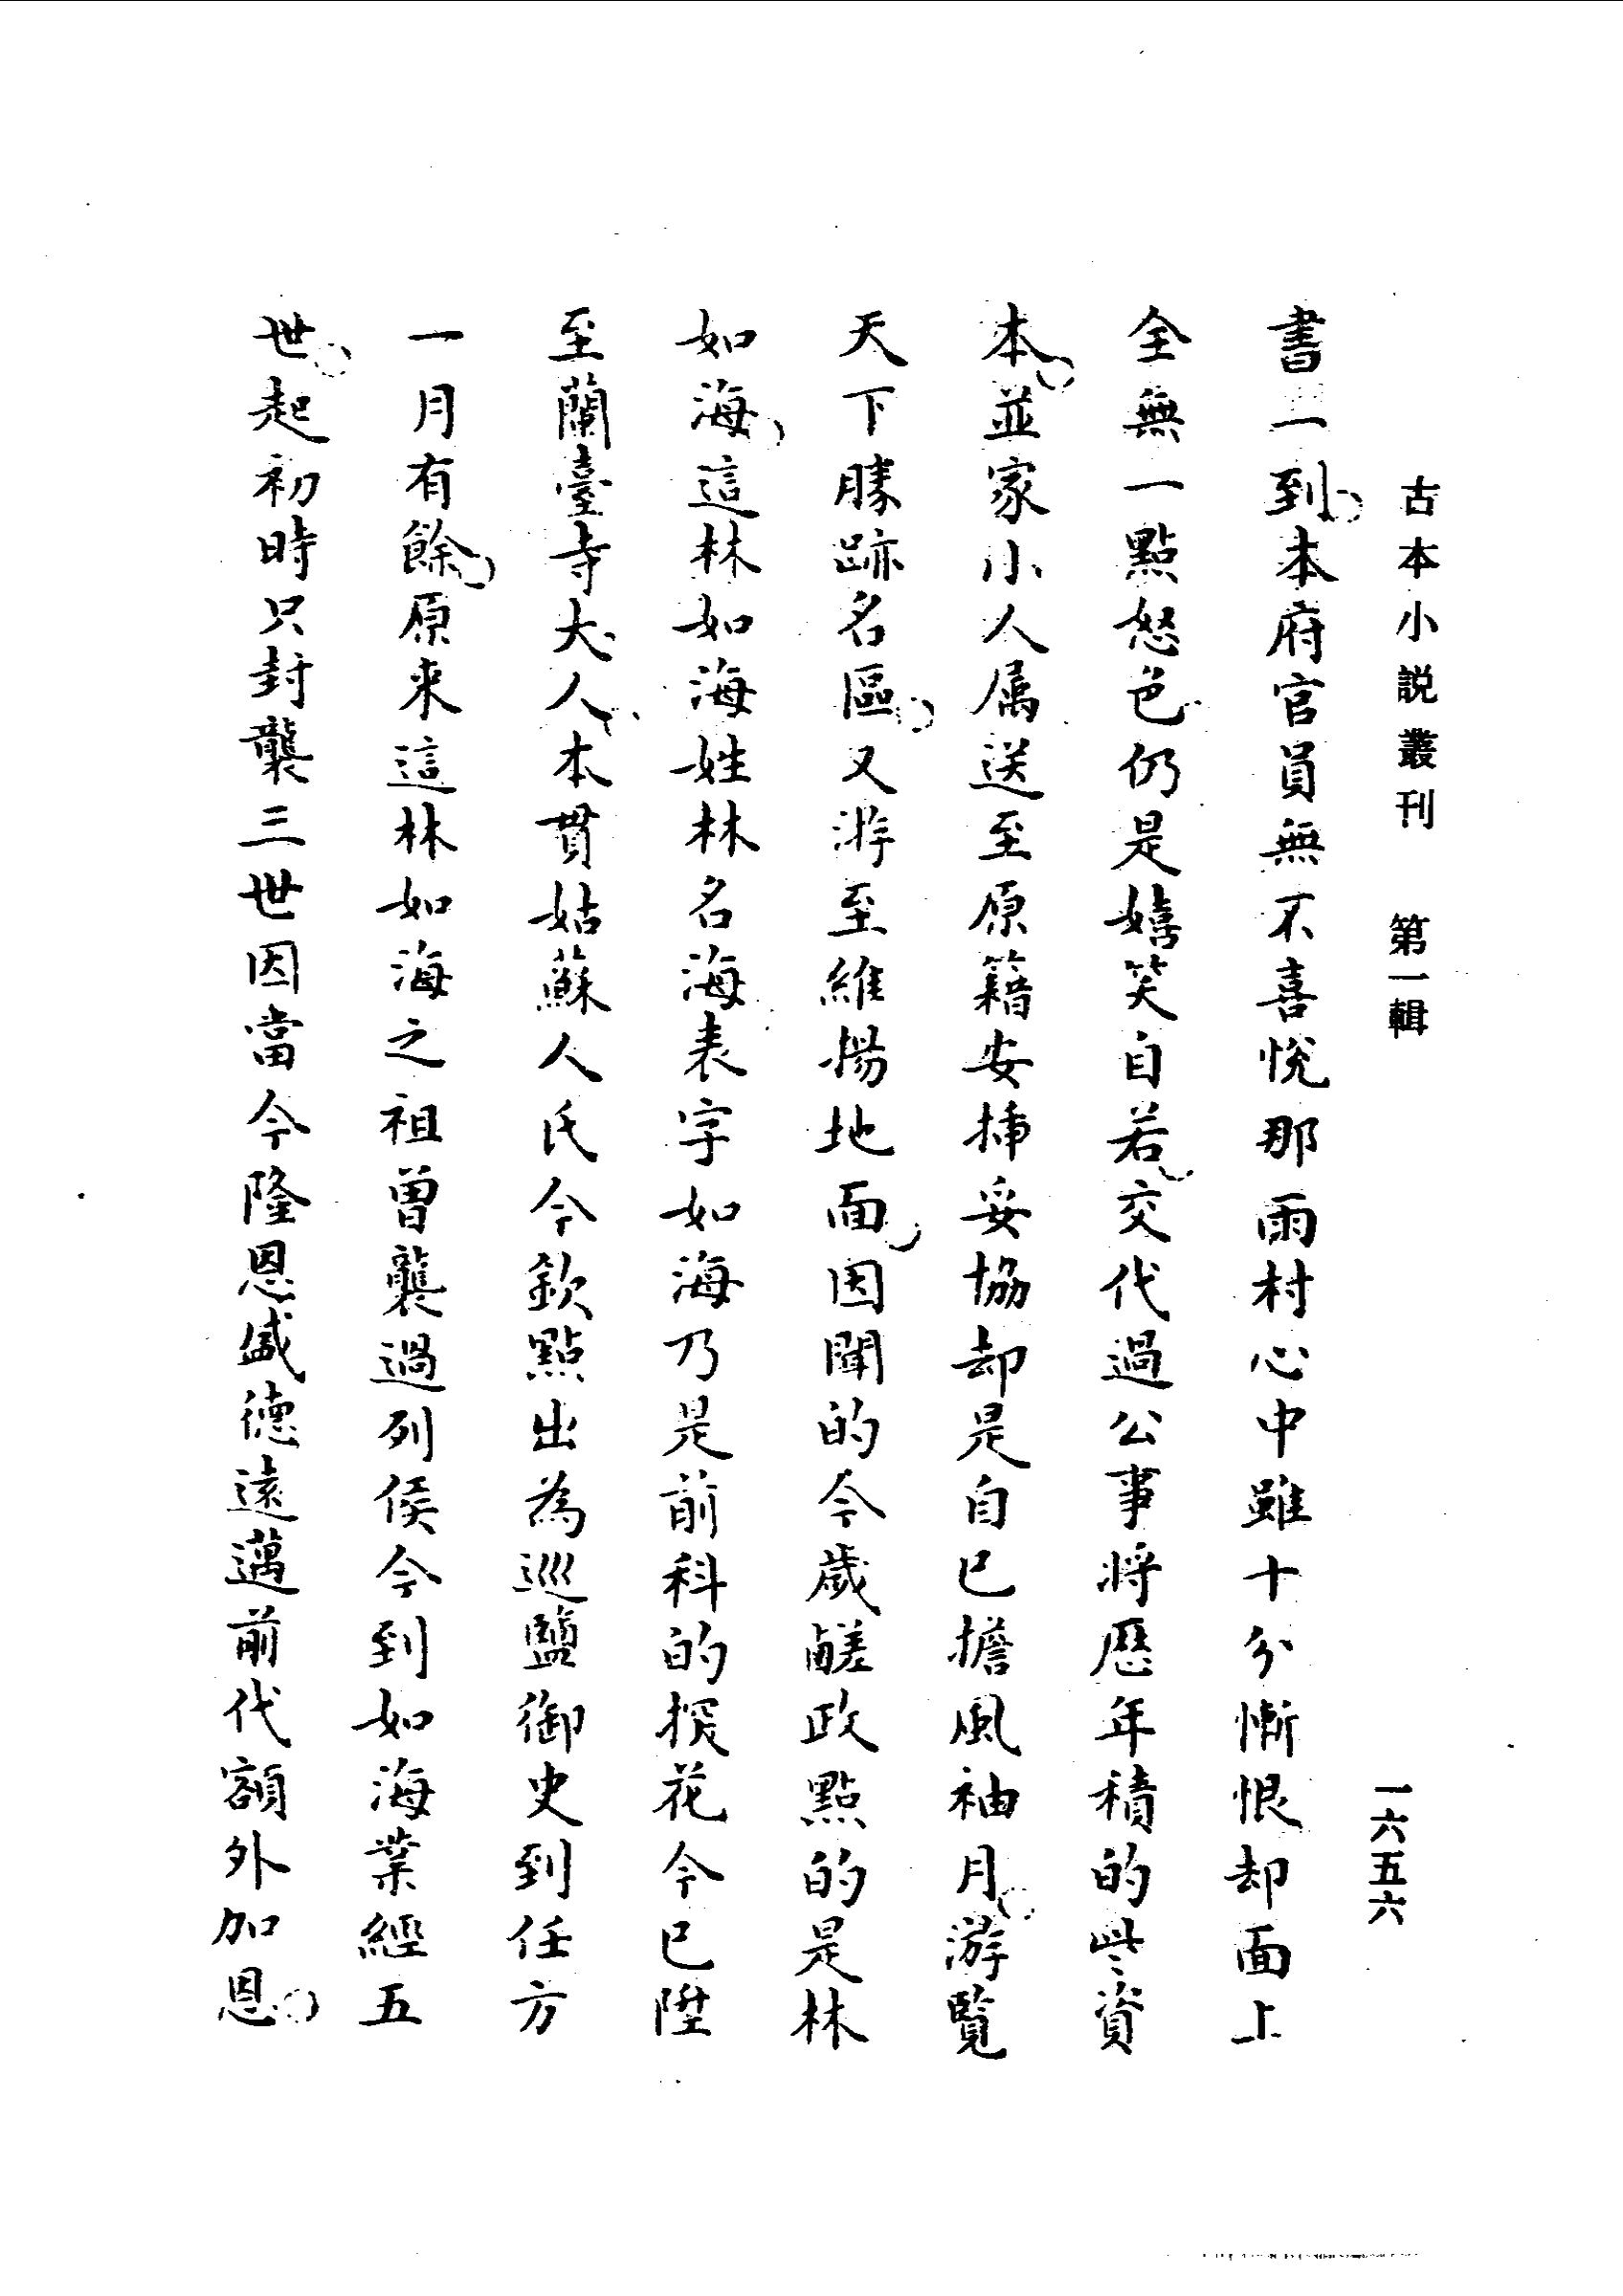 古本小説叢刊 第一輯 一六五六
書一到本府官員無不喜悅那雨村心中雖十分慚恨却面上
全無一點怒色仍是嬉笑自若交代過公事將歷年積的些資
本並家小人属送至原籍安揷妥協却是自已擔風袖月游覽
天下勝跡名區又游至維揚地面因聞的今歲鹺政點的是林
如海這林如海姓林名海表字如海乃是前科的探花今已陞
至蘭臺寺大人本貫姑蘇人氏今欽點出為巡鹽御史到任方
一月有餘原来這林如海之祖曾襲過列侯今到如海業經五
世起初時只封襲三世因當今隆恩盛德遠邁前代額外加恩